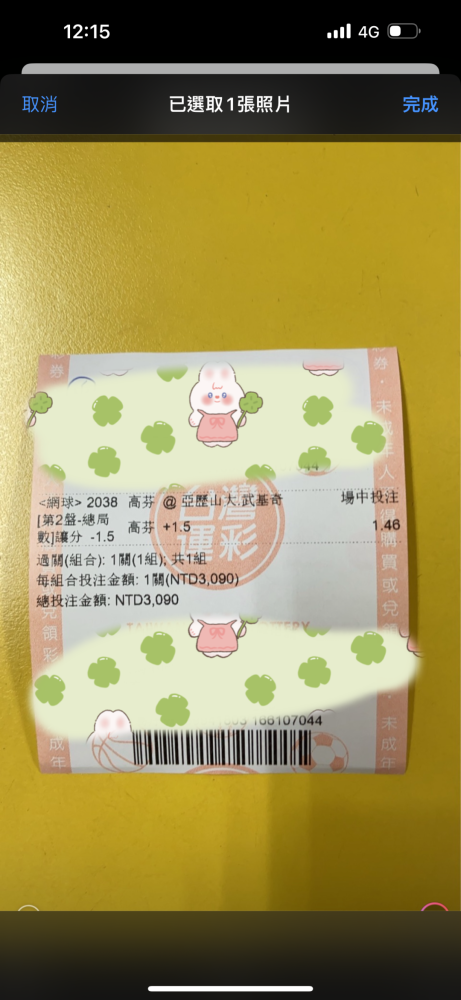 12:15
4G
取消
已選取1張照片
完成
<網球> 2038 高芬 @ 亞歷山大.武基奇 場中投注
[第2盤-總局
數]讓分 -1.5 高芬 +1.5 1.46
過關(組合): 1關(1組); 共1組
每組合投注金額: 1關(NTD3,090)
總投注金額: NTD3,090
166107044
台灣
運彩